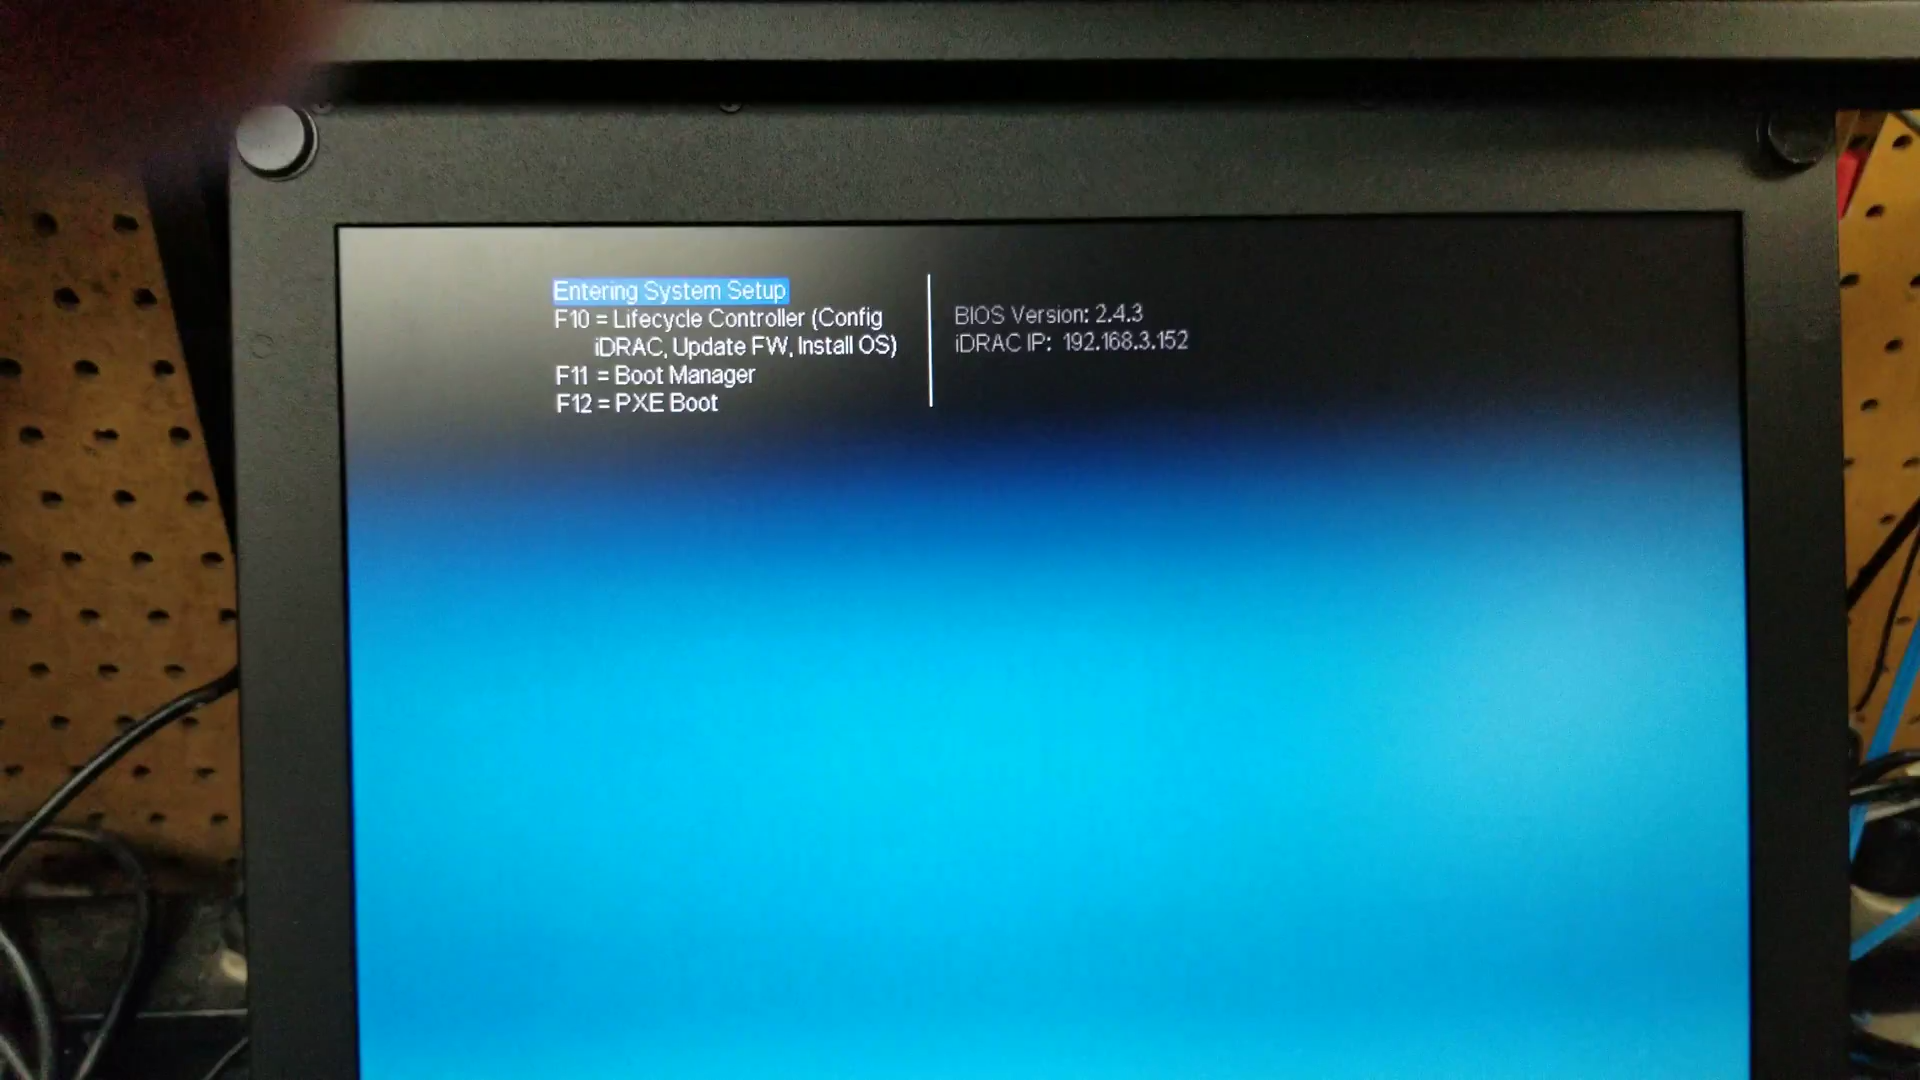 Entering System Setup
F10 = Lifecycle Controller (Config
iDRAC, Update FW, Install OS)
F11 = Boot Manager
F12 = PXE Boot
BIOS Version: 2.4.3
iDRAC IP: 192.168.3.152